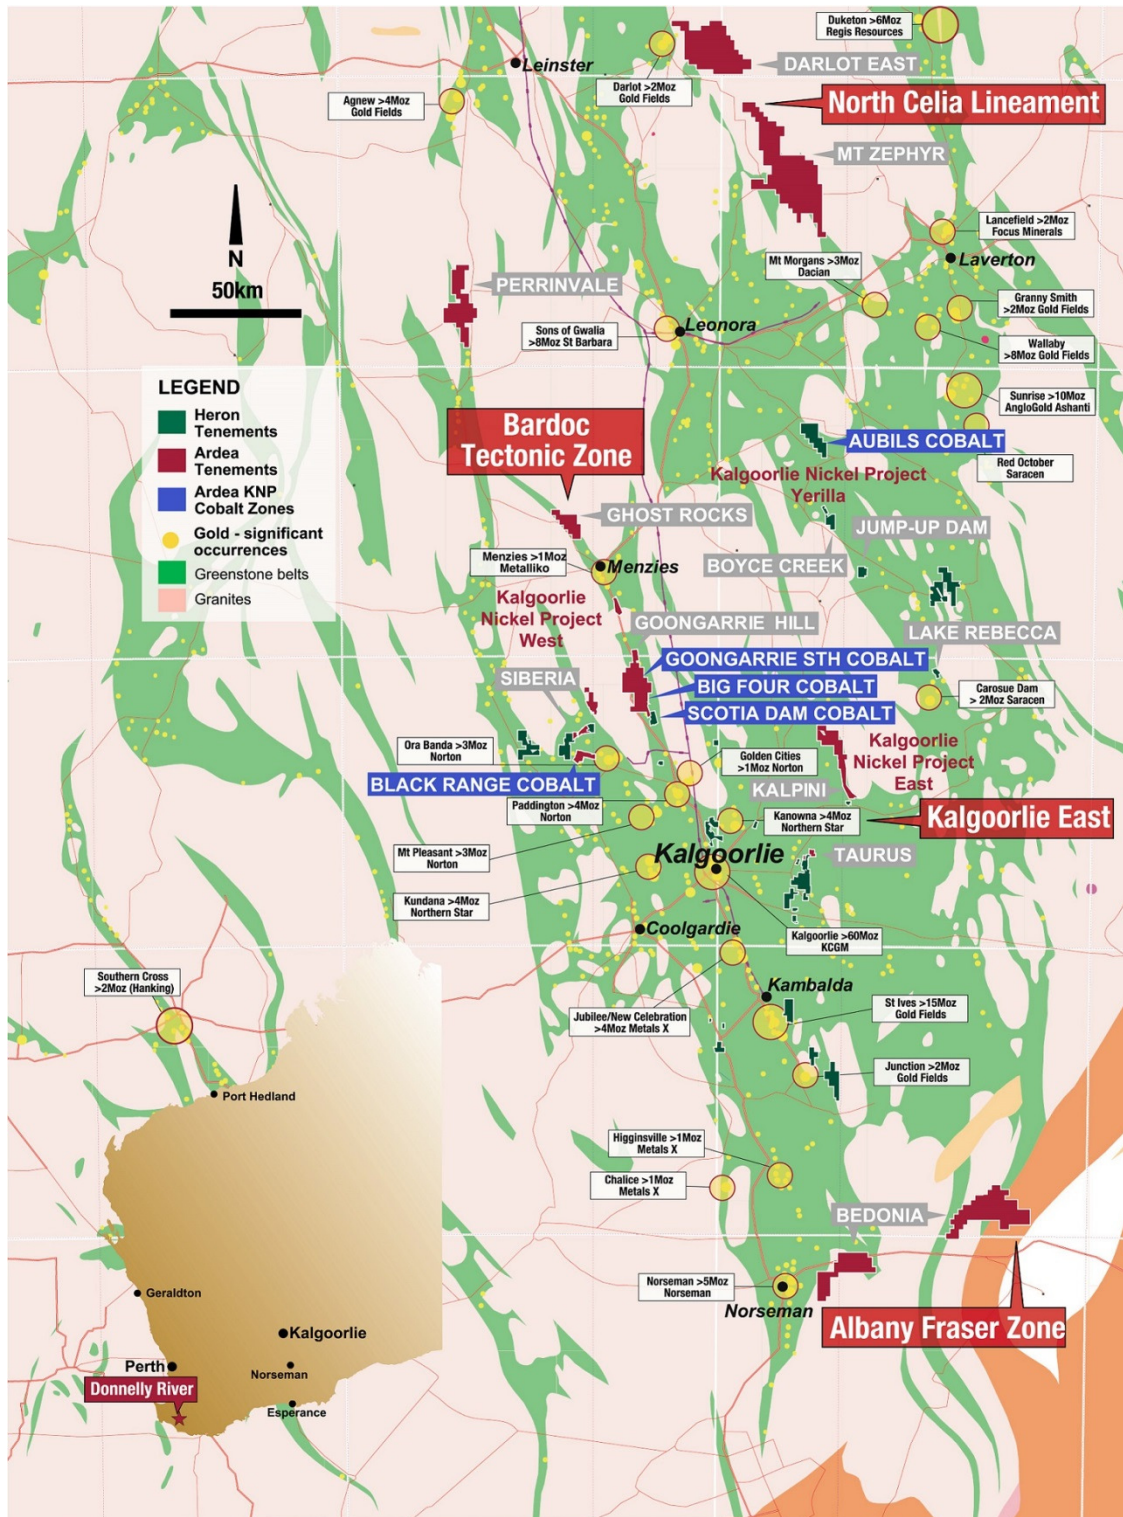 Duketon >6Moz
Regis Resources
Leinster
DARLOT EAST
Darlot >2Moz
Gold Fields
Agnew >4Moz
Gold Fields
North Celia Lineament
MT ZEPHYR
N
50km
Lancefield >2Moz
Focus Minerals
Laverton
Mt Morgans >3Moz
Dacian
PERRINVALE
Granny Smith
>2Moz Gold Fields
Sons of Gwalia
>8Moz St Barbara
Leonora
Wallaby
>8Moz Gold Fields
LEGEND
Heron
Tenements
Ardea
Tenements
Ardea KNP
Cobalt Zones
Gold - significant
occurrences
Greenstone belts
Granites
Sunrise >10Moz
AngloGold Ashanti
Bardoc
Tectonic Zone
AUBILS COBALT
Red October
Saracen
Kalgoorlie Nickel Project
Yerilla
GHOST ROCKS
JUMP-UP DAM
BOYCE CREEK
Menzies >1Moz
Metalliko
Menzies
Kalgoorlie
Nickel Project
West
GOONGARRIE HILL
LAKE REBECCA
GOONGARRIE STH COBALT
SIBERIA
BIG FOUR COBALT
Carosue Dam
> 2Moz Saracen
SCOTIA DAM COBALT
Ora Banda >3Moz
Norton
Golden Cities
>1Moz Norton
Kalgoorlie
Nickel Project
East
BLACK RANGE COBALT
KALPINI
Paddington >4Moz
Norton
Kanowna >4Moz
Northern Star
Kalgoorlie East
Mt Pleasant >3Moz
Norton
Kalgoorlie
TAURUS
Kundana >4Moz
Northern Star
Coolgardie
Kalgoorlie >60Moz
KCGM
Southern Cross
>2Moz (Hanking)
Kambalda
Jubilee/New Celebration
>4Moz Metals X
St Ives >15Moz
Gold Fields
Junction >2Moz
Gold Fields
Port Hedland
Higginsville >1Moz
Metals X
Chalice >1Moz
Metals X
BEDONIA
Norseman >5Moz
Norseman
Norseman
Albany Fraser Zone
Geraldton
Kalgoorlie
Perth
Norseman
Donnelly River
Esperance